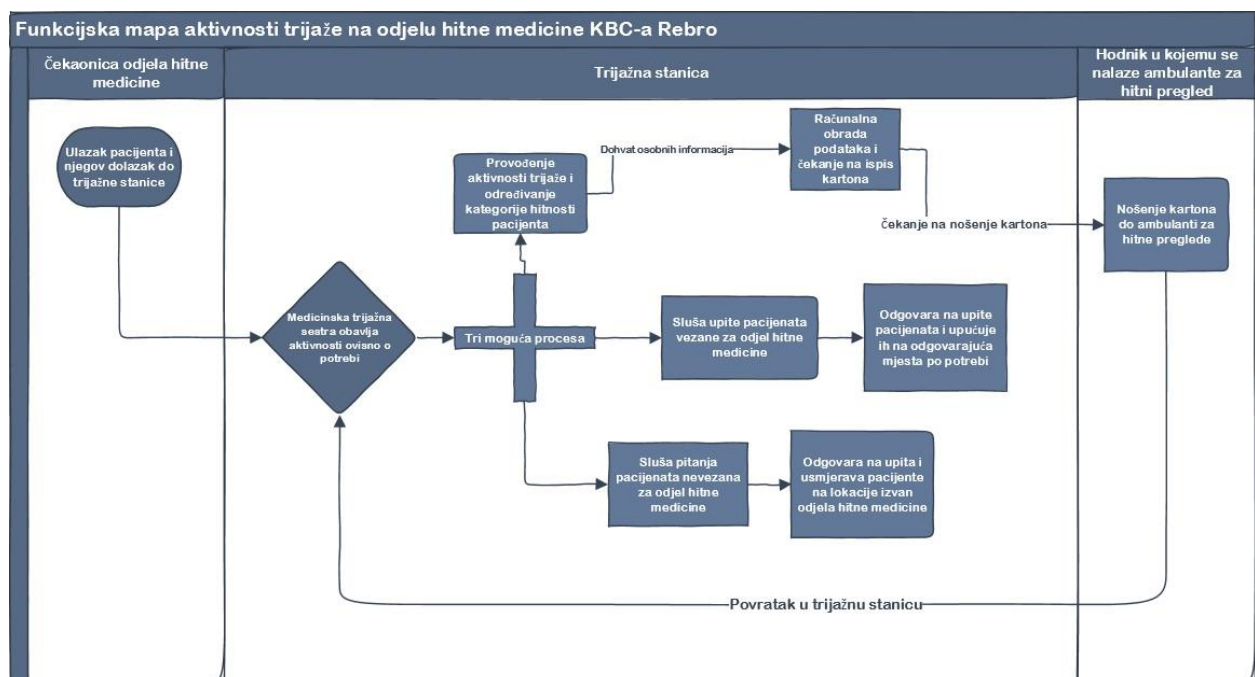 Funkcijska mapa aktivnosti trijaže na odjelu hitne medicine KBC-a Rebro
Čekaonica odjela hitne
medicine
Trijažna stanica
Hodnik u kojemu se
nalaze ambulante za
hitni pregled
Ulazak pacijenta i
njegov dolazak do
trijažne stanice
Provođenje
aktivnosti trijaže i
određivanje
kategorije hitnosti
pacijenta
Dohvat osobnih informacija
Računalna
obrada
podataka i
čekanje na ispis
kartona
Čekanje na nošenje kartona
Nošenje kartona
do ambulanti za
hitne preglede
Medicinska trijažna
sestra obavlja
aktivnosti ovisno o
potrebi
Tri moguća procesa
Sluša upite pacijenata
vezane za odjel hitne
medicine
Odgovara na upite
pacijenata i upućuje
ih na odgovarajuća
mjesta po potrebi
Sluša pitanja
pacijenata nevezana
za odjel hitne
medicine
Odgovara na upita i
usmjerava pacijente
na lokacije izvan
odjela hitne medicine
Povratak u trijažnu stanicu